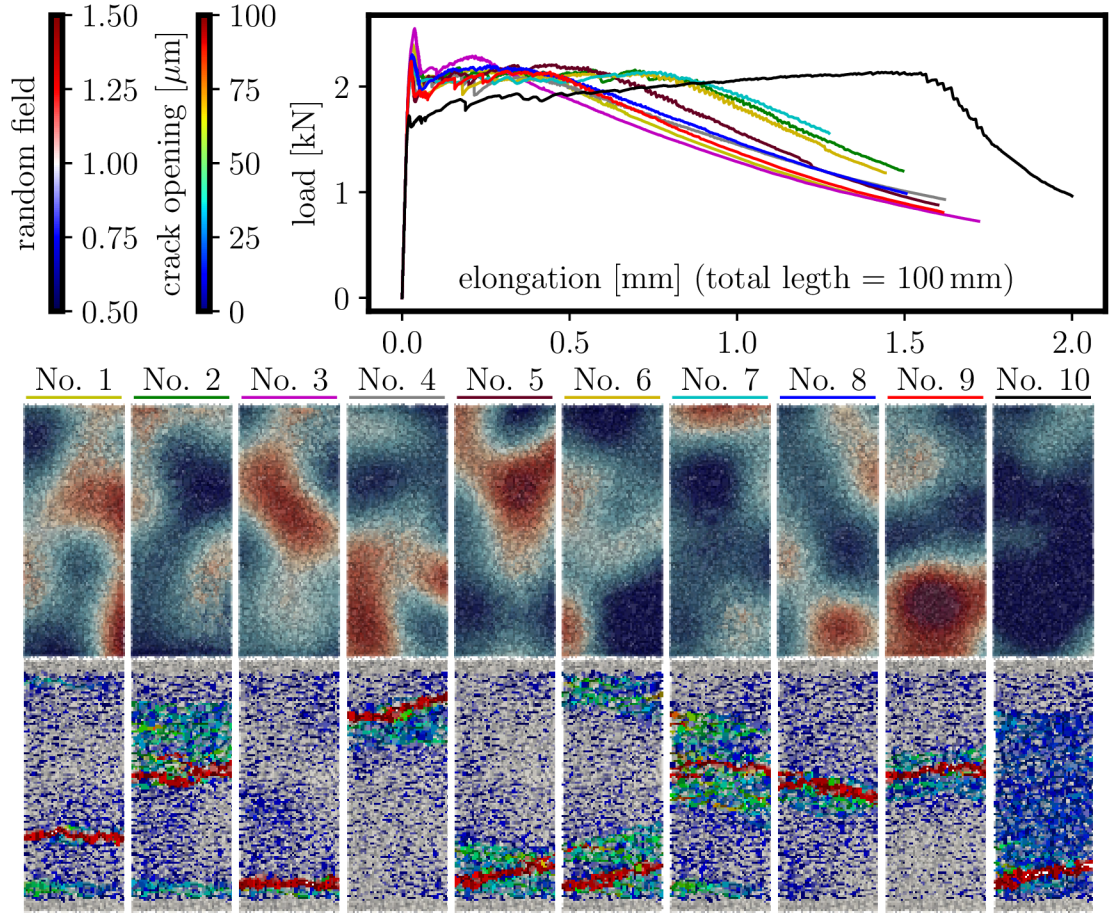 random field
1.50
1.25
1.00
0.75
0.50
crack opening [μm]
100
75
50
25
0
load [kN]
2
1
0
elongation [mm] (total legth = 100 mm)
0.0 0.5 1.0 1.5 2.0
No. 1 No. 2 No. 3 No. 4 No. 5 No. 6 No. 7 No. 8 No. 9 No. 10